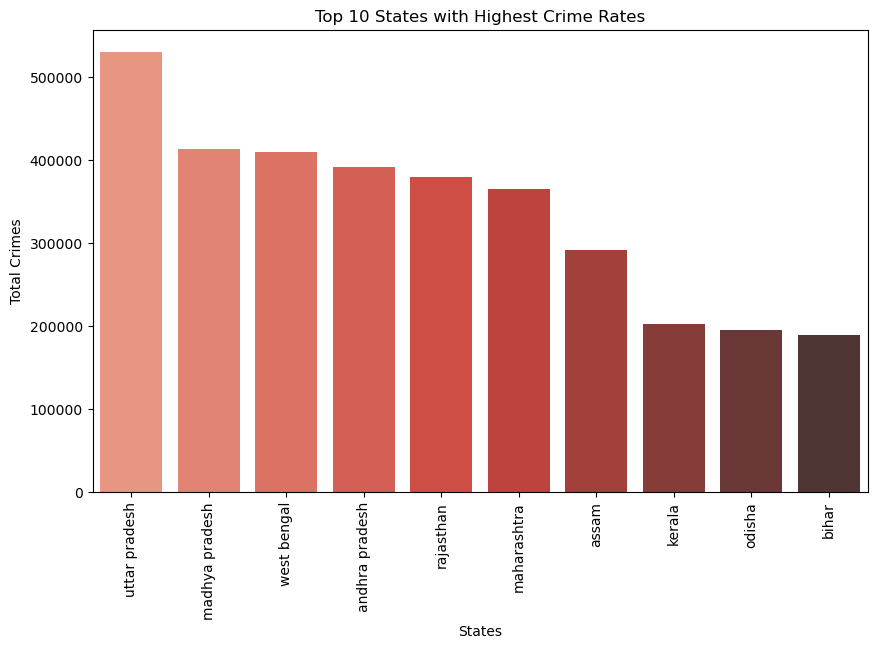 Top 10 States with Highest Crime Rates
Total Crimes
500000
400000
300000
200000
100000
0
uttar pradesh
madhya pradesh
west bengal
andhra pradesh
rajasthan
maharashtra
assam
kerala
odisha
bihar
States